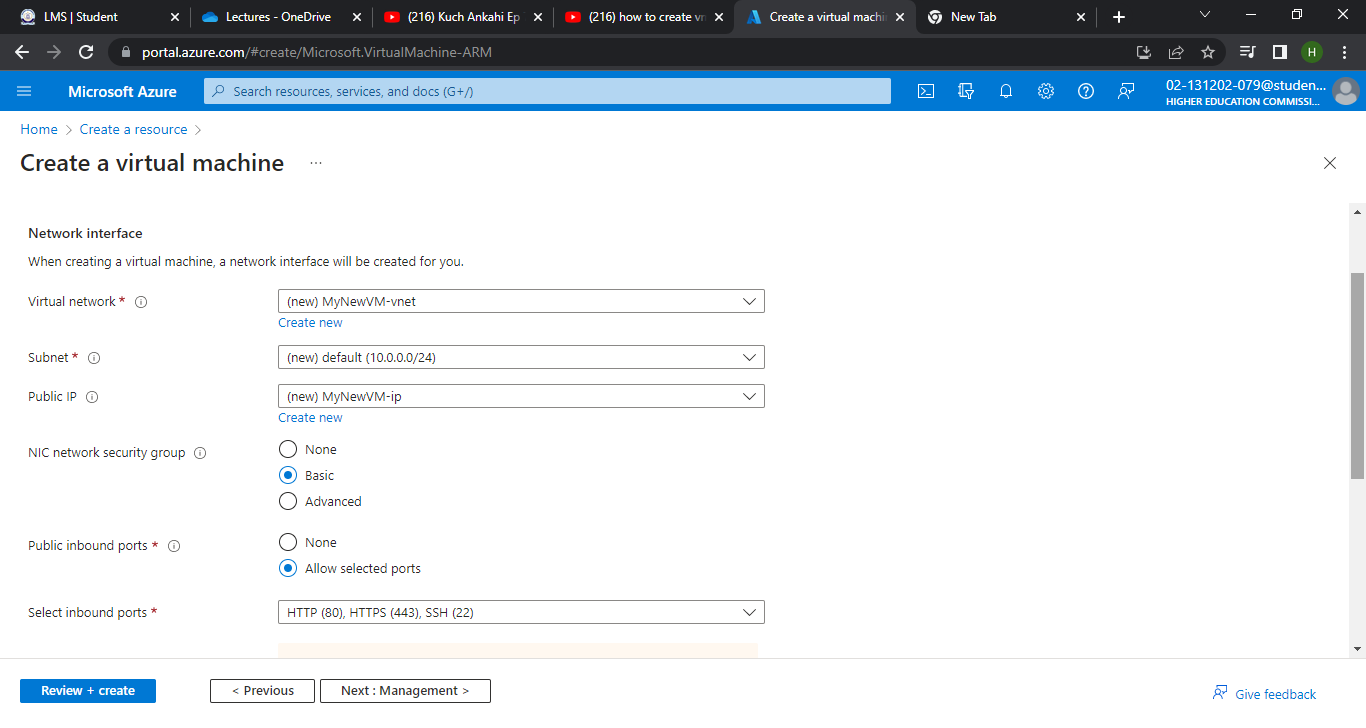 LMS | Student
Lectures - OneDrive
(216) Kuch Ankahi Ep
(216) how to create vn
Create a virtual machin
New Tab
portal.azure.com/#create/Microsoft.VirtualMachine-ARM
H
Microsoft Azure
Search resources, services, and docs (G+/)
02-131202-079@studen...
HIGHER EDUCATION COMMISSI...
Home > Create a resource >
Create a virtual machine ...
Network interface
When creating a virtual machine, a network interface will be created for you.
Virtual network *
(new) MyNewVM-vnet
Create new
Subnet *
(new) default (10.0.0.0/24)
Public IP
(new) MyNewVM-ip
Create new
NIC network security group
None
Basic
Advanced
Public inbound ports *
None
Allow selected ports
Select inbound ports *
HTTP (80), HTTPS (443), SSH (22)
Review + create
< Previous
Next : Management >
Give feedback